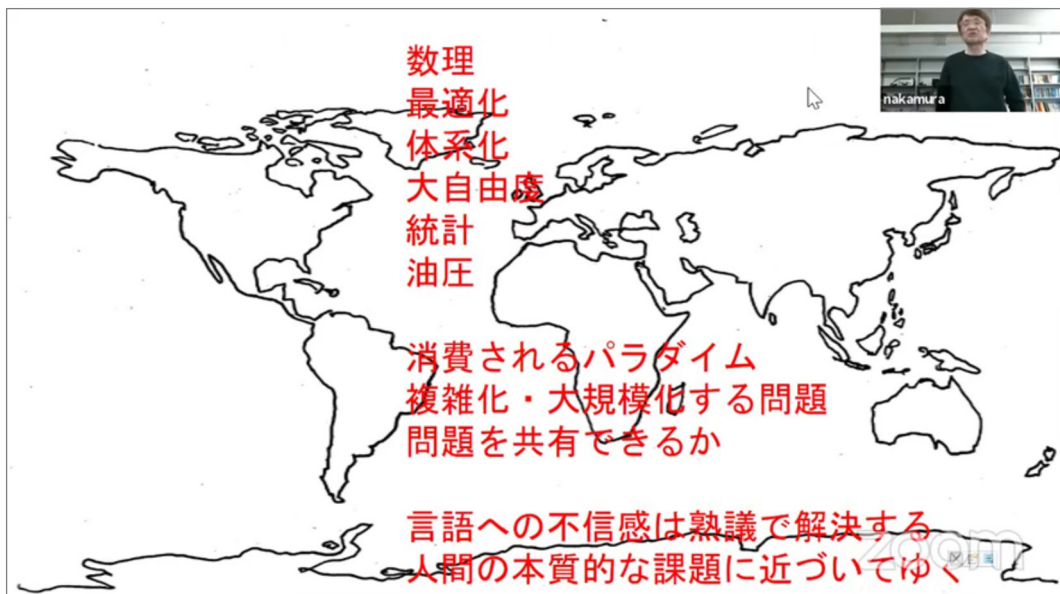 数理
最適化
体系化
大自由度
統計
油圧
消費されるパラダイム
複雑化・大規模化する問題
問題を共有できるか
言語への不信感は熟議で解決する
人間の本質的な課題に近づいてゆく
nakamura
zoom